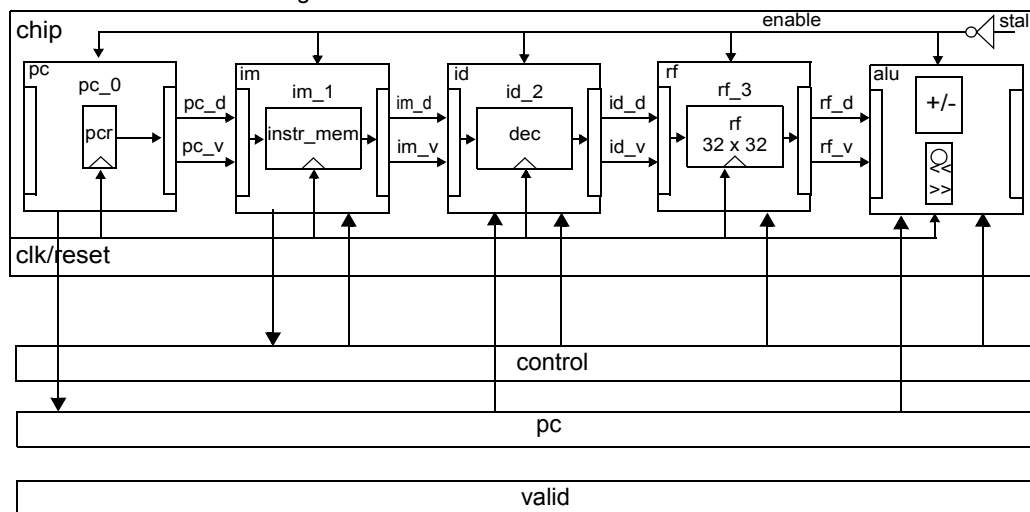 chip
enable
stal
pc
im
id
rf
alu
pc_0
im_1
id_2
rf_3
pc_d
im_d
id_d
rf_d
+/-
pcr
instr_mem
dec
rf
32 x 32
pc_v
im_v
id_v
rf_v
<<
>>
clk/reset
control
pc
valid